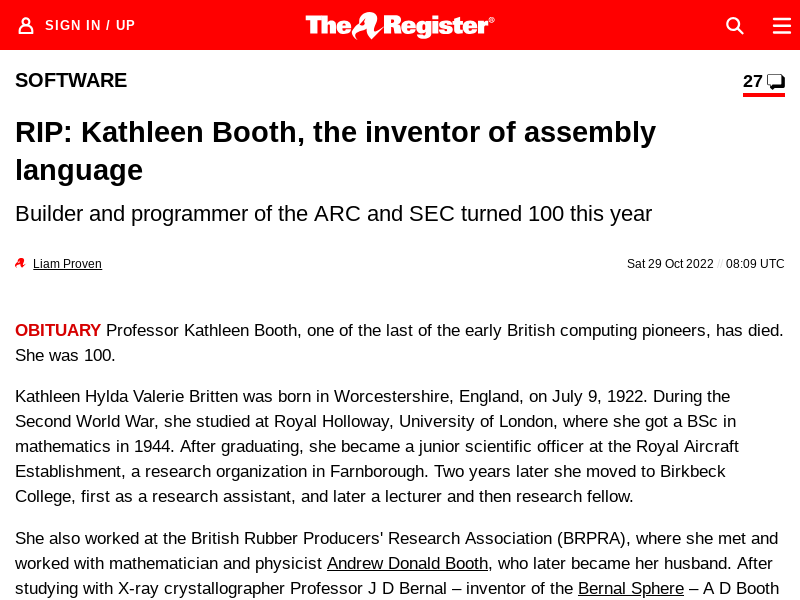 SIGN IN / UP
The Register®
SOFTWARE
27
RIP: Kathleen Booth, the inventor of assembly
language
Builder and programmer of the ARC and SEC turned 100 this year
Liam Proven
Sat 29 Oct 2022 // 08:09 UTC
OBITUARY Professor Kathleen Booth, one of the last of the early British computing pioneers, has died.
She was 100.
Kathleen Hylda Valerie Britten was born in Worcestershire, England, on July 9, 1922. During the
Second World War, she studied at Royal Holloway, University of London, where she got a BSc in
mathematics in 1944. After graduating, she became a junior scientific officer at the Royal Aircraft
Establishment, a research organization in Farnborough. Two years later she moved to Birkbeck
College, first as a research assistant, and later a lecturer and then research fellow.
She also worked at the British Rubber Producers' Research Association (BRPRA), where she met and
worked with mathematician and physicist Andrew Donald Booth, who later became her husband. After
studying with X-ray crystallographer Professor J D Bernal – inventor of the Bernal Sphere – A D Booth